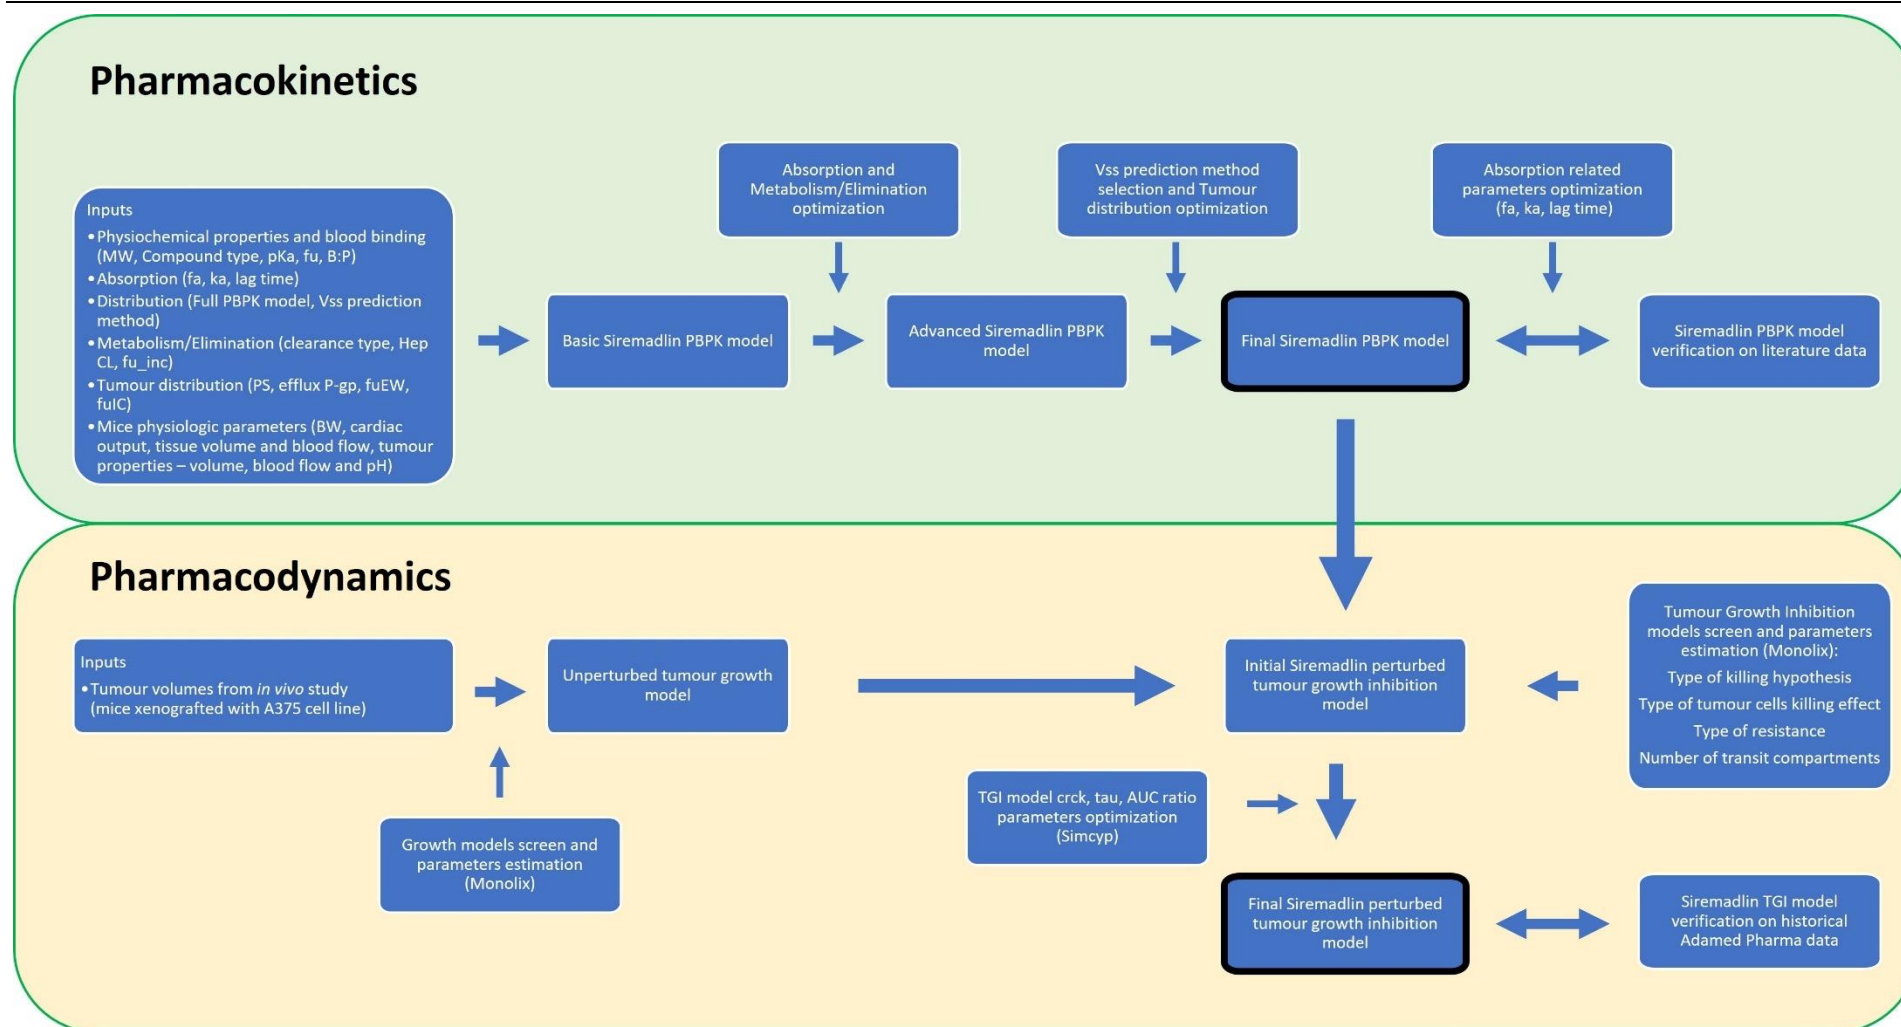 Pharmacokinetics
Absorption and
Metabolism/Elimination
optimization
Vss prediction method
selection and Tumour
distribution optimization
Absorption related
parameters optimization
(fa, ka, lag time)
Inputs
•Physiochemical properties and blood binding
(MW, Compound type, pKa, fu, B:P)
•Absorption (fa, ka, lag time)
•Distribution (Full PBPK model, Vss prediction
method)
•Metabolism/Elimination (clearance type, Hep
CL, fu_inc)
•Tumour distribution (PS, efflux P-gp, fuEW,
fuIC)
•Mice physiologic parameters (BW, cardiac
output, tissue volume and blood flow, tumour
properties – volume, blood flow and pH)
Basic Siremadlin PBPK model
Advanced Siremadlin PBPK
model
Final Siremadlin PBPK model
Siremadlin PBPK model
verification on literature data
Pharmacodynamics
Inputs
•Tumour volumes from in vivo study
(mice xenografted with A375 cell line)
Unperturbed tumour growth
model
Initial Siremadlin perturbed
tumour growth inhibition
model
Tumour Growth Inhibition
models screen and parameters
estimation (Monolix):
Type of killing hypothesis
Type of tumour cells killing effect
Type of resistance
Number of transit compartments
Growth models screen and
parameters estimation
(Monolix)
TGI model crck, tau, AUC ratio
parameters optimization
(Simcyp)
Final Siremadlin perturbed
tumour growth inhibition
model
Siremadlin TGI model
verification on historical
Adamed Pharma data